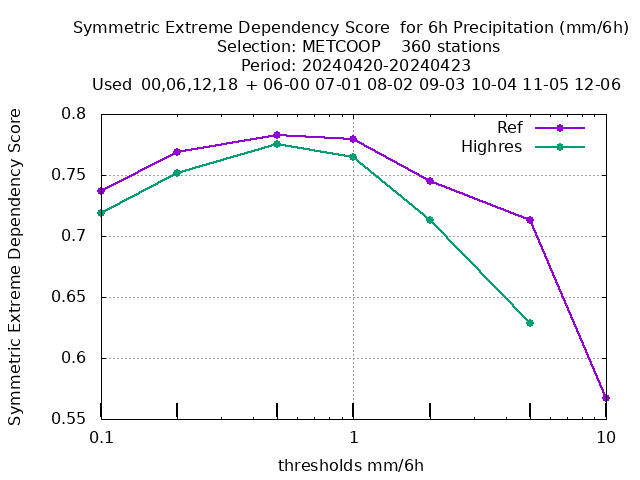 Symmetric Extreme Dependency Score  for 6h Precipitation (mm/6h)
Selection: METCOOP    360 stations
Period: 20240420-20240423
Used  00,06,12,18  + 06-00 07-01 08-02 09-03 10-04 11-05 12-06
Symmetric Extreme Dependency Score
0.8
0.75
0.7
0.65
0.6
0.55
Ref
Highres
0.1
1
10
thresholds mm/6h